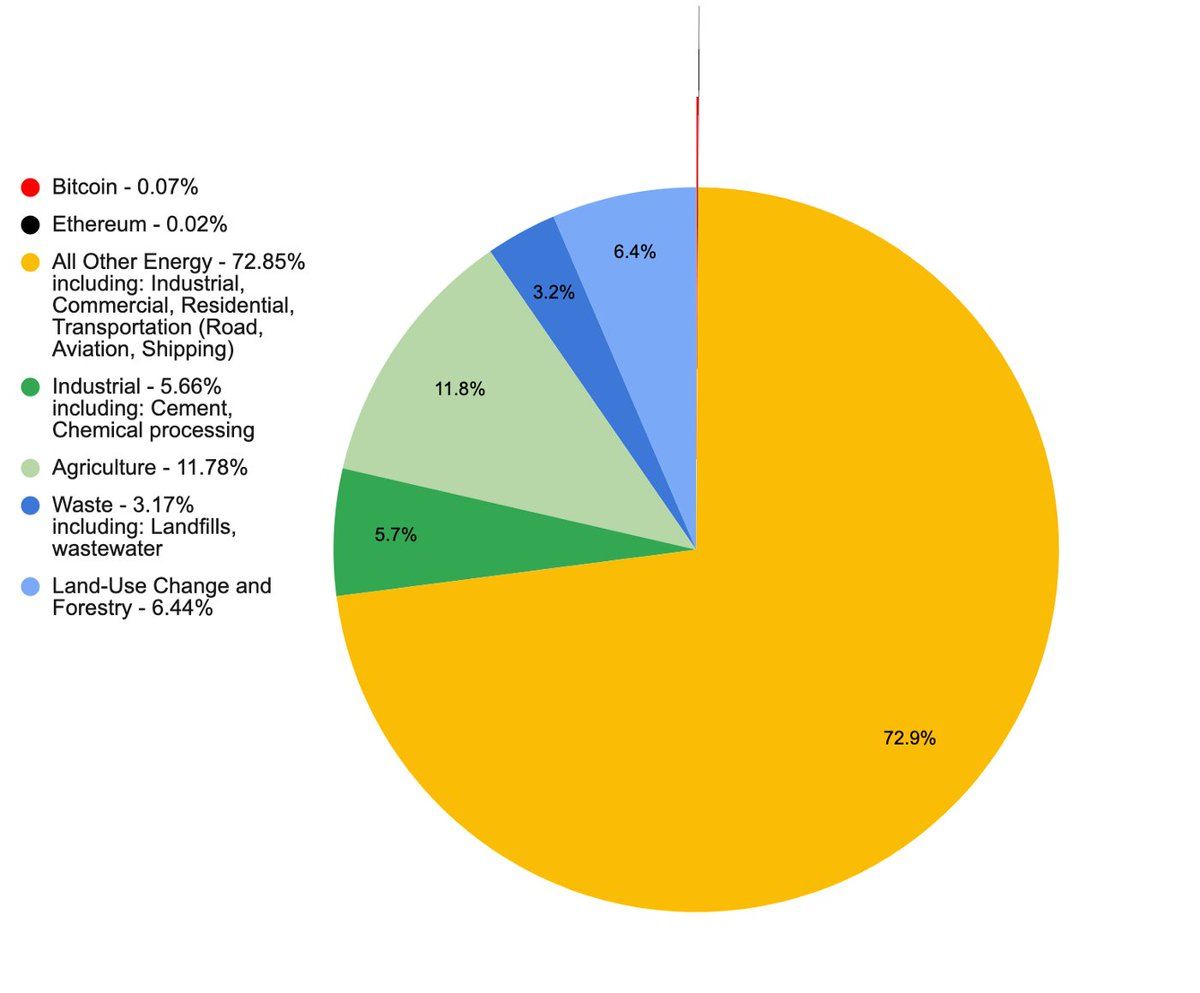 Bitcoin - 0.07%
Ethereum - 0.02%
All Other Energy - 72.85%
including: Industrial,
Commercial, Residential,
Transportation (Road,
Aviation, Shipping)
Industrial - 5.66%
including: Cement,
Chemical processing
Agriculture - 11.78%
Waste - 3.17%
including: Landfills,
wastewater
Land-Use Change and
Forestry - 6.44%
6.4%
3.2%
11.8%
5.7%
72.9%